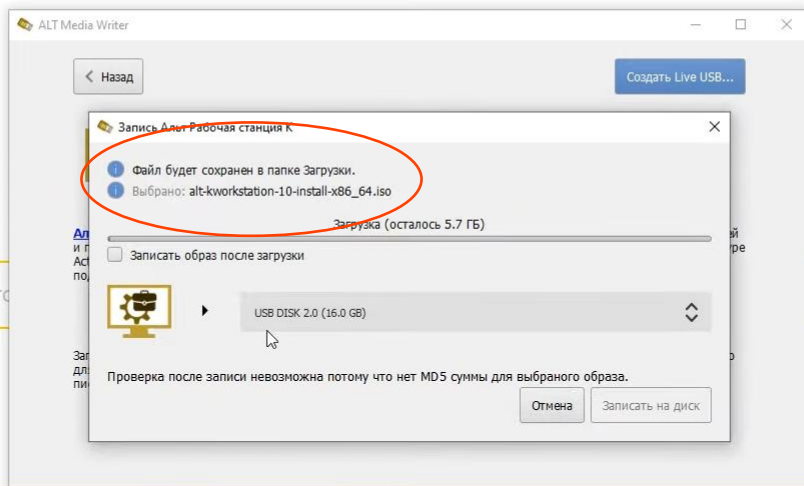 ALT Media Writer
Назад
Создать Live USB...
Запись Альт Рабочая станция К
Файл будет сохранен в папке Загрузки.
Выбрано: alt-kworkstation-10-install-x86_64.iso
Загрузка (осталось 5.7 ГБ)
Записать образ после загрузки
USB DISK 2.0 (16.0 GB)
Проверка после записи невозможна потому что нет MD5 суммы для выбраного образа.
Отмена
Записать на диск